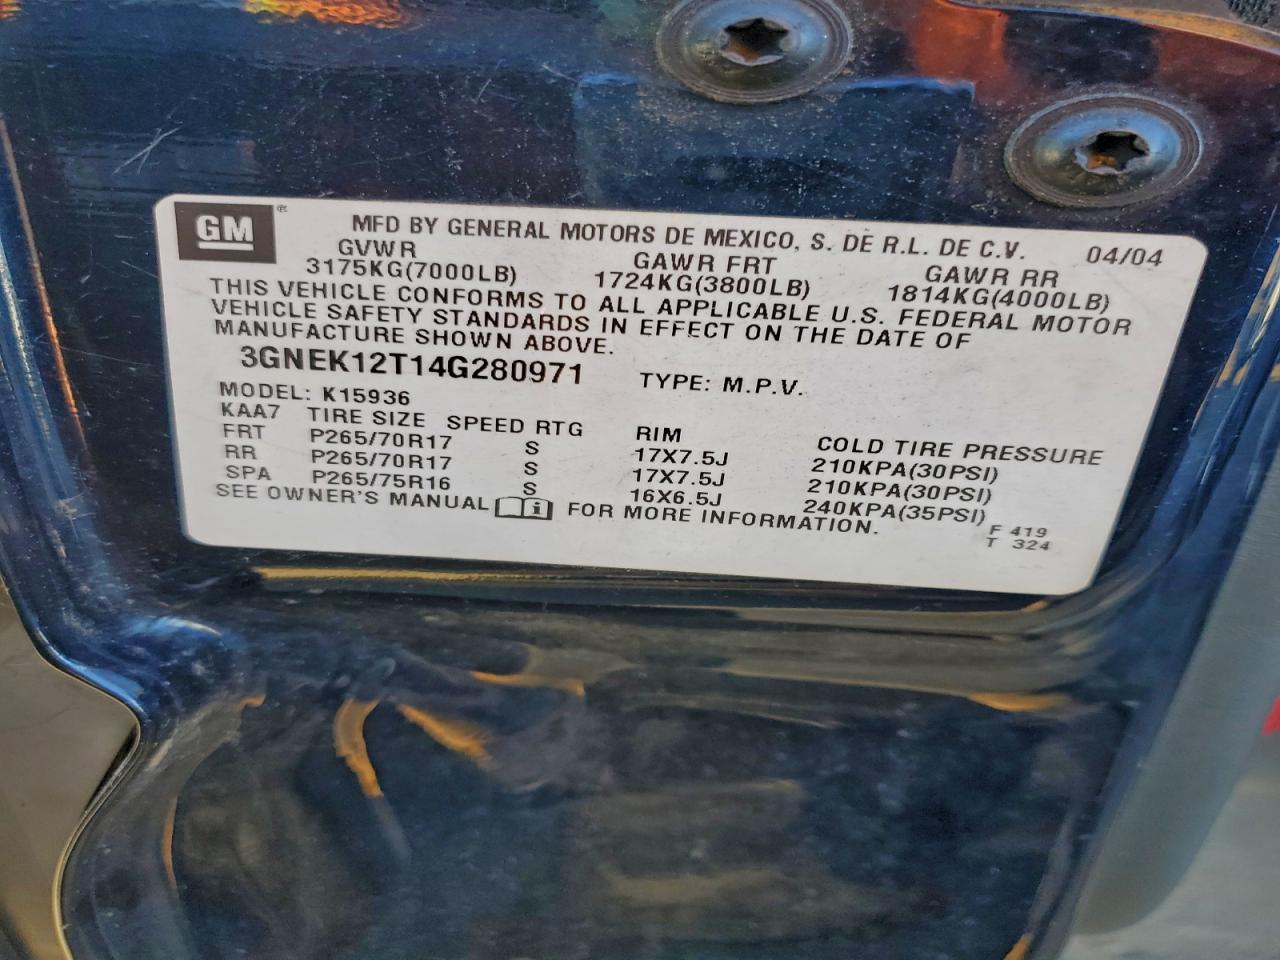 GM®
MFD BY GENERAL MOTORS DE MEXICO, S. DE R.L. DE C.V. 04/04
GVWR GAWR FRT GAWR RR
3175KG(7000LB) 1724KG(3800LB) 1814KG(4000LB)
THIS VEHICLE CONFORMS TO ALL APPLICABLE U.S. FEDERAL MOTOR
VEHICLE SAFETY STANDARDS IN EFFECT ON THE DATE OF
MANUFACTURE SHOWN ABOVE.
3GNEK12T14G280971 TYPE: M.P.V.
MODEL: K15936
KAA7 TIRE SIZE SPEED RTG RIM COLD TIRE PRESSURE
FRT P265/70R17 S 17X7.5J 210KPA(30PSI)
RR P265/70R17 S 17X7.5J 210KPA(30PSI)
SPA P265/75R16 S 16X6.5J 240KPA(35PSI)
SEE OWNER'S MANUAL i FOR MORE INFORMATION.
F 419
T 324